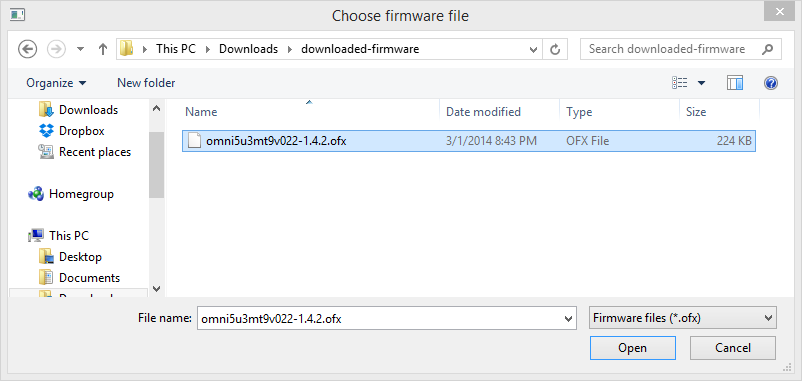 Choose firmware file
This PC Downloads downloaded-firmware Search downloaded-firmware
Organize New folder
Name Date modified Type Size
omni5u3mt9v022-1.4.2.ofx 3/1/2014 8:43 PM OFX File 224 KB
Downloads
Dropbox
Recent places
Homegroup
This PC
Desktop
Documents
File name: omni5u3mt9v022-1.4.2.ofx Firmware files (*.ofx)
Open Cancel